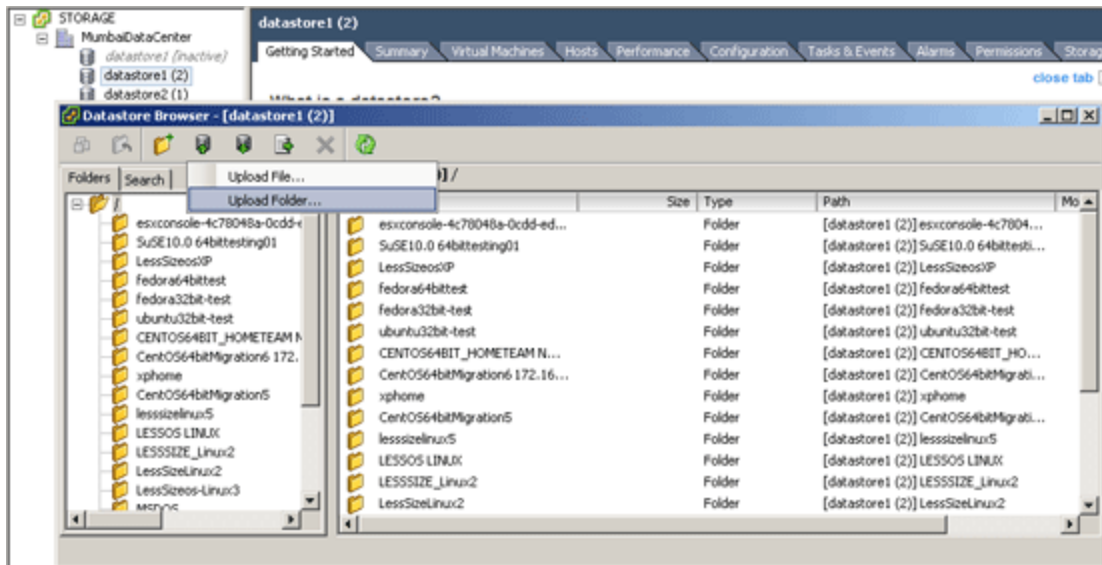 STORAGE
MumbaiDataCenter
datastore1 (inactive)
datastore1 (2)
datastore2 (1)
datastore1 (2)
Getting Started Summary Virtual Machines Hosts Performance Configuration Tasks & Events Alarms Permissions Storag
close tab
What is a datastore?
Datastore Browser - [datastore1 (2)]
Folders Search
Upload File...
Upload Folder...
)] /
/
esxconsole-4c78048a-0cdd-e
SuSE10.0 64bittesting01
LessSizeosXP
fedora64bittest
fedora32bit-test
ubuntu32bit-test
CENTOS64BIT_HOMETEAM N
CentOS64bitMigration6 172.
xphome
CentOS64bitMigration5
lesssizelinux5
LESSOS LINUX
LESSSIZE_Linux2
LessSizeLinux2
LessSizeos-Linux3
MSDOS
Size Type Path Mo
esxconsole-4c78048a-0cdd-ed... Folder [datastore1 (2)] esxconsole-4c7804...
SuSE10.0 64bittesting01 Folder [datastore1 (2)] SuSE10.0 64bittesti...
LessSizeosXP Folder [datastore1 (2)] LessSizeosXP
fedora64bittest Folder [datastore1 (2)] fedora64bittest
fedora32bit-test Folder [datastore1 (2)] fedora32bit-test
ubuntu32bit-test Folder [datastore1 (2)] ubuntu32bit-test
CENTOS64BIT_HOMETEAM N... Folder [datastore1 (2)] CENTOS64BIT_HO...
CentOS64bitMigration6 172.16... Folder [datastore1 (2)] CentOS64bitMigrati...
xphome Folder [datastore1 (2)] xphome
CentOS64bitMigration5 Folder [datastore1 (2)] CentOS64bitMigrati...
lesssizelinux5 Folder [datastore1 (2)] lesssizelinux5
LESSOS LINUX Folder [datastore1 (2)] LESSOS LINUX
LESSSIZE_Linux2 Folder [datastore1 (2)] LESSSIZE_Linux2
LessSizeLinux2 Folder [datastore1 (2)] LessSizeLinux2